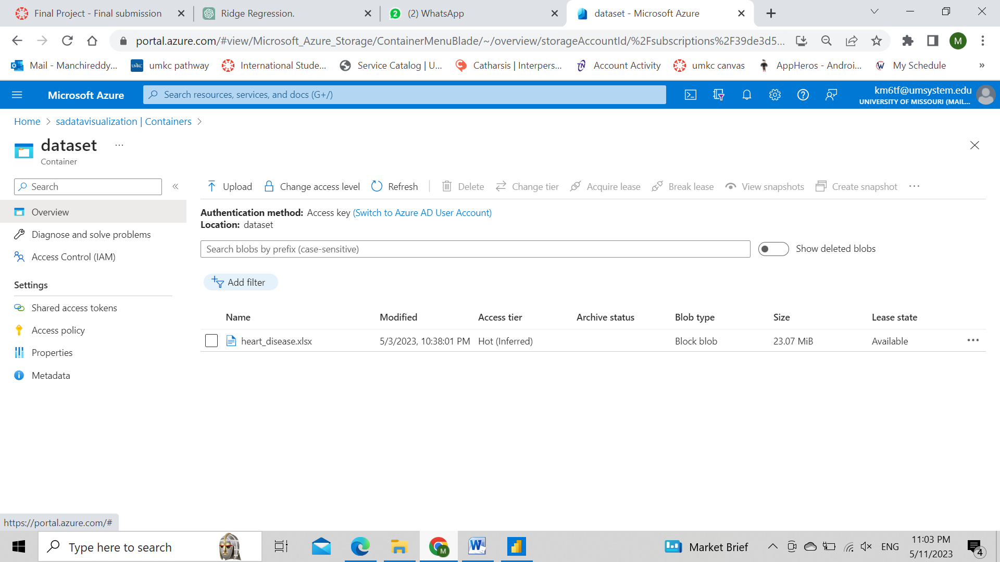 Final Project - Final submission
Ridge Regression.
(2) WhatsApp
dataset - Microsoft Azure
portal.azure.com/#view/Microsoft_Azure_Storage/ContainerMenuBlade/~/overview/storageAccountId/%2Fsubscriptions%2F39de3d5...
M
Mail - Manchireddy...
umkc pathway
International Stude...
Service Catalog | U...
Catharsis | Interpers...
Account Activity
umkc canvas
AppHeros - Androi...
My Schedule
»
Microsoft Azure
Search resources, services, and docs (G+/)
km6tf@umsystem.edu
UNIVERSITY OF MISSOURI (MAIL...
Home > sadatavisualization | Containers >
dataset ...
Container
Search
«
Upload
Change access level
Refresh
Delete
Change tier
Acquire lease
Break lease
View snapshots
Create snapshot
...
Overview
Diagnose and solve problems
Access Control (IAM)
Settings
Shared access tokens
Access policy
Properties
Metadata
Authentication method: Access key (Switch to Azure AD User Account)
Location: dataset
Search blobs by prefix (case-sensitive)
Show deleted blobs
Add filter
Name Modified Access tier Archive status Blob type Size Lease state
heart_disease.xlsx 5/3/2023, 10:38:01 PM Hot (Inferred) Block blob 23.07 MiB Available ...
https://portal.azure.com/#
Type here to search
Market Brief
ENG
11:03 PM
5/11/2023
4